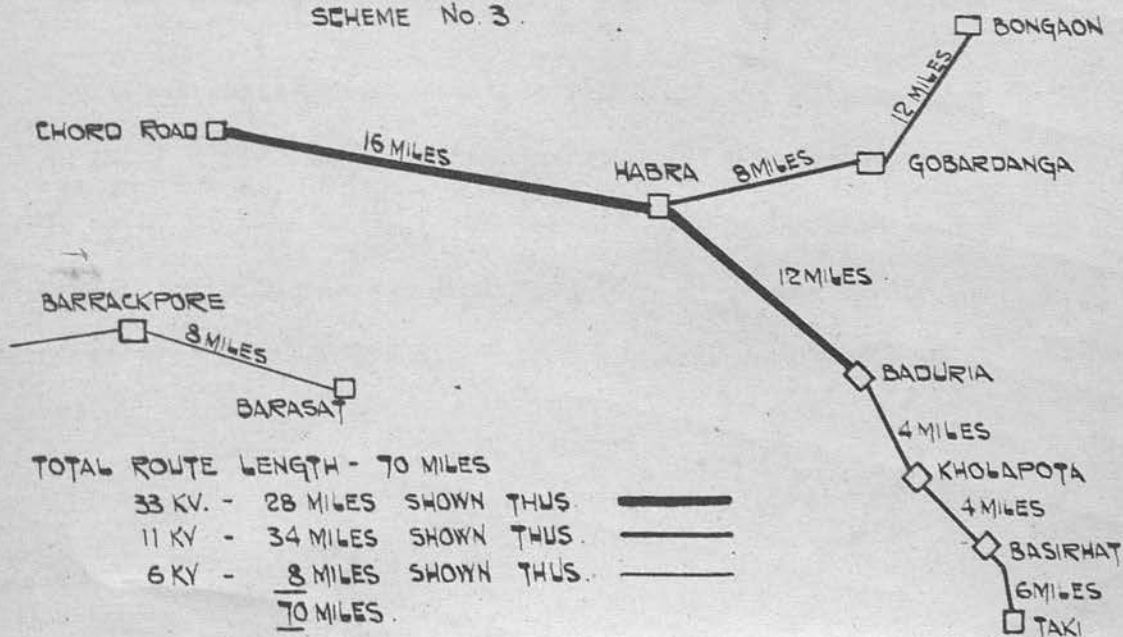 SCHEME No. 3.
BONGAON
12 MILES
CHORD ROAD
16 MILES
HABRA
8 MILES
GOBARDANGA
12 MILES
BARRACKPORE
8 MILES
BARASAT
BADURIA
4 MILES
KHOLAPOTA
4 MILES
BASIRHAT
6 MILES
TAKI
TOTAL ROUTE LENGTH - 70 MILES
33 KV. - 28 MILES SHOWN THUS.
11 KV - 34 MILES SHOWN THUS.
6 KV - 8 MILES SHOWN THUS.
70 MILES.